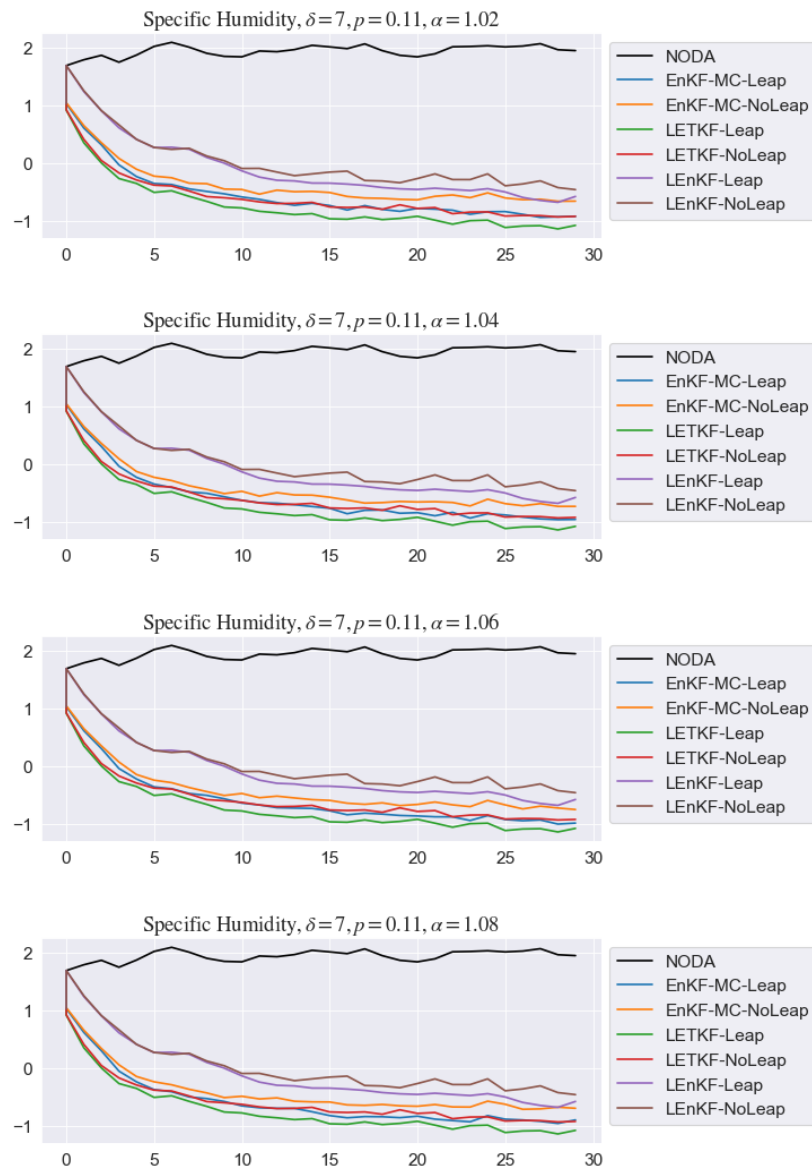 Specific Humidity, δ = 7, p = 0.11, α = 1.02
2
1
0
−1
0 5 10 15 20 25 30
NODA
EnKF-MC-Leap
EnKF-MC-NoLeap
LETKF-Leap
LETKF-NoLeap
LEnKF-Leap
LEnKF-NoLeap
Specific Humidity, δ = 7, p = 0.11, α = 1.04
2
1
0
−1
0 5 10 15 20 25 30
NODA
EnKF-MC-Leap
EnKF-MC-NoLeap
LETKF-Leap
LETKF-NoLeap
LEnKF-Leap
LEnKF-NoLeap
Specific Humidity, δ = 7, p = 0.11, α = 1.06
2
1
0
−1
0 5 10 15 20 25 30
NODA
EnKF-MC-Leap
EnKF-MC-NoLeap
LETKF-Leap
LETKF-NoLeap
LEnKF-Leap
LEnKF-NoLeap
Specific Humidity, δ = 7, p = 0.11, α = 1.08
2
1
0
−1
0 5 10 15 20 25 30
NODA
EnKF-MC-Leap
EnKF-MC-NoLeap
LETKF-Leap
LETKF-NoLeap
LEnKF-Leap
LEnKF-NoLeap